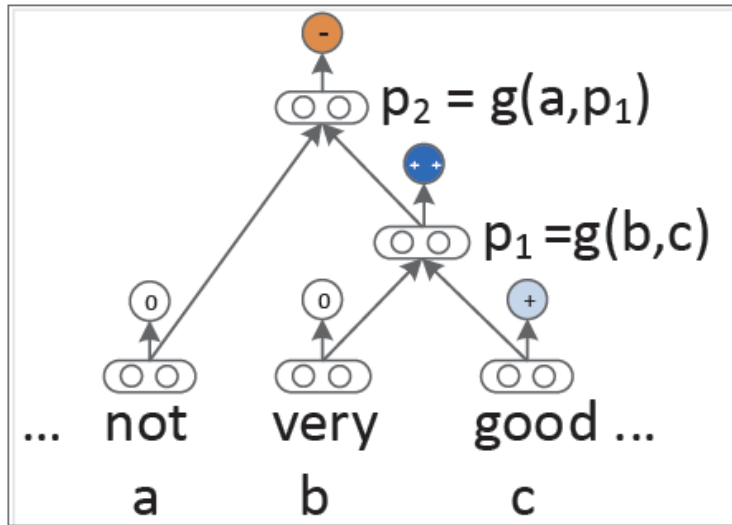 -
p₂ = g(a,p₁)
+ +
p₁ =g(b,c)
0 0 +
... not very good ...
a b c